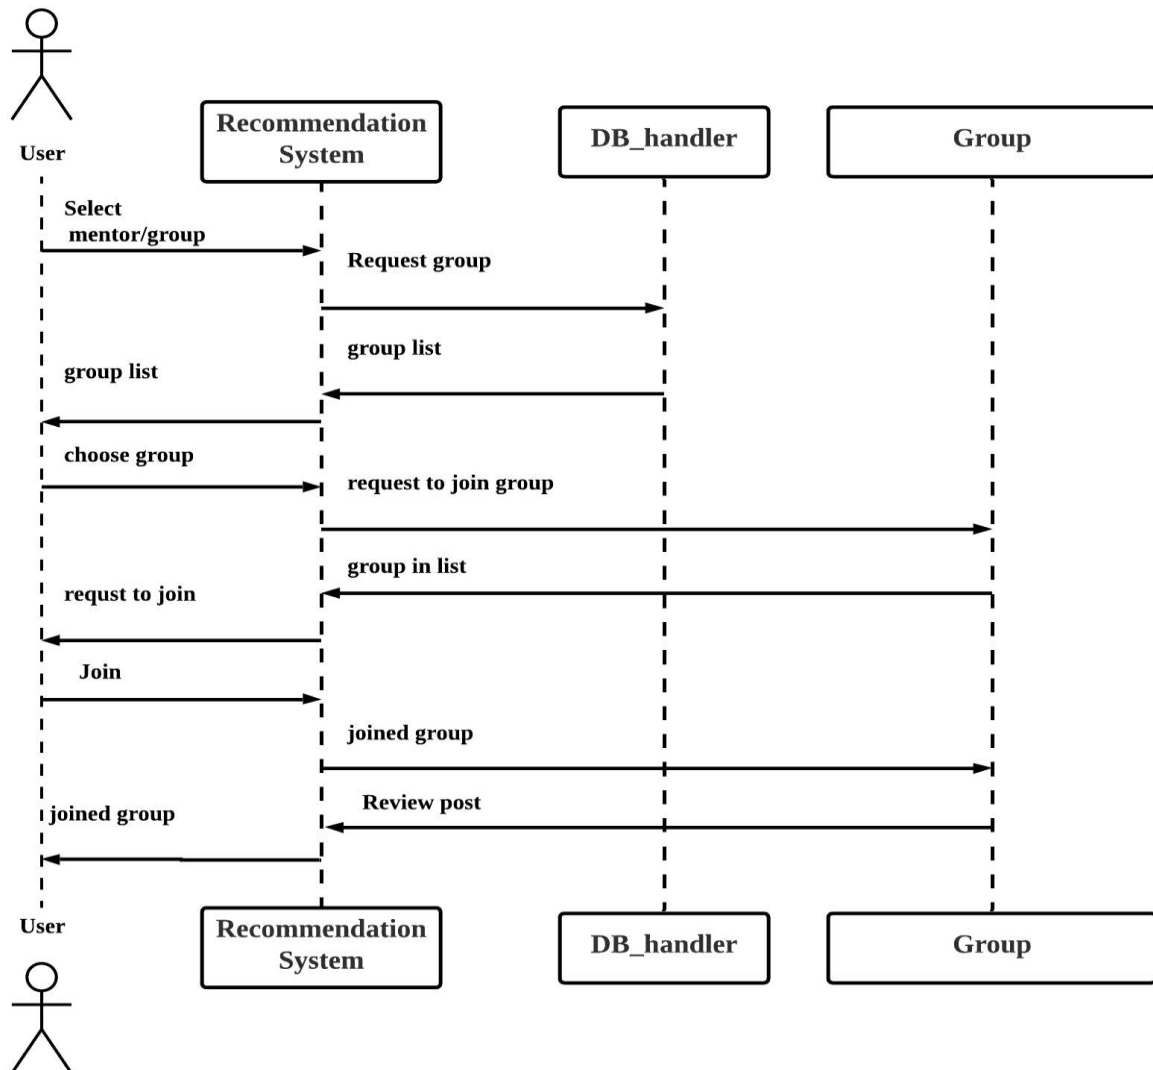 User
Recommendation
System
DB_handler
Group
Select
mentor/group
Request group
group list
group list
choose group
request to join group
group in list
requst to join
Join
joined group
Review post
joined group
User
Recommendation
System
DB_handler
Group